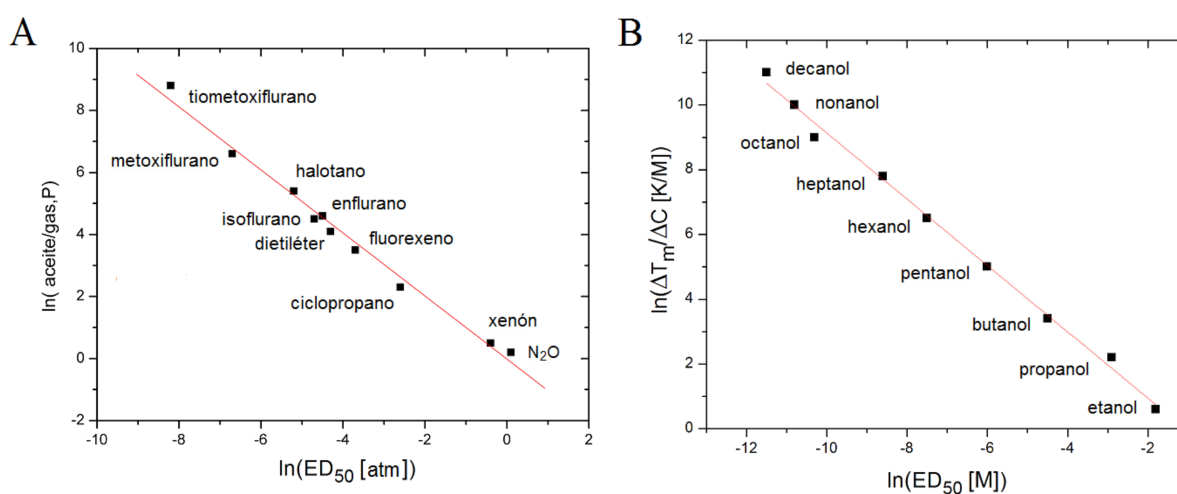 A
10
8
6
4
2
0
-2
-10
-8
-6
-4
-2
0
2
ln( aceite/gas,P)
ln(ED50 [atm])
tiometoxiflurano
metoxiflurano
halotano
enflurano
isoflurano
dietiléter
fluorexeno
ciclopropano
xenón
N₂O
B
12
10
8
6
4
2
0
-12
-10
-8
-6
-4
-2
ln(ΔTm/ΔC [K/M])
ln(ED50 [M])
decanol
nonanol
octanol
heptanol
hexanol
pentanol
butanol
propanol
etanol